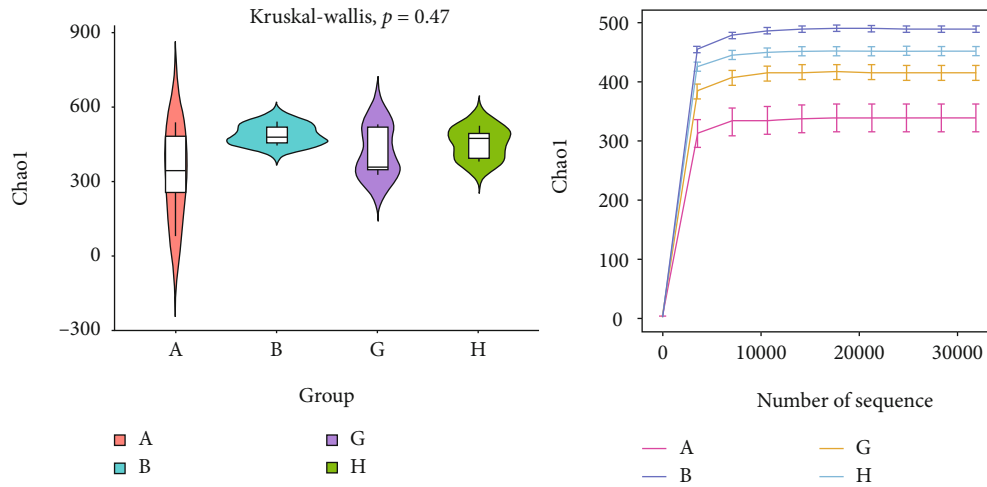 Kruskal-wallis, p = 0.47
Chao1
900
600
300
0
–300
A B G H
Group
A
B
G
H
Chao1
500
400
300
200
100
0
0 10000 20000 30000
Number of sequence
A
B
G
H